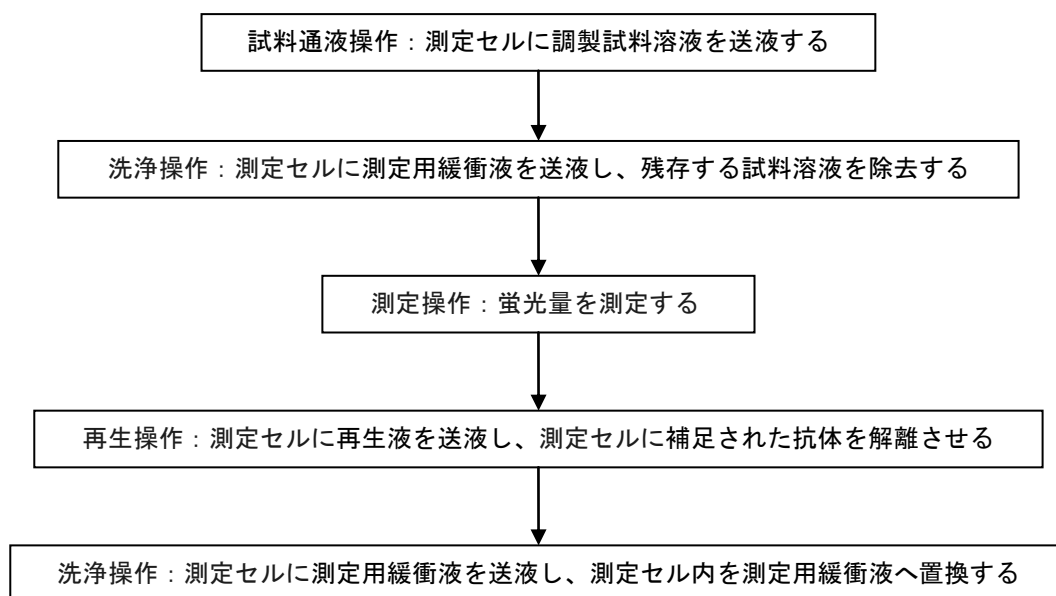 試料通液操作：測定セルに調製試料溶液を送液する
洗浄操作：測定セルに測定用緩衝液を送液し、残存する試料溶液を除去する
測定操作：蛍光量を測定する
再生操作：測定セルに再生液を送液し、測定セルに補足された抗体を解離させる
洗浄操作：測定セルに測定用緩衝液を送液し、測定セル内を測定用緩衝液へ置換する